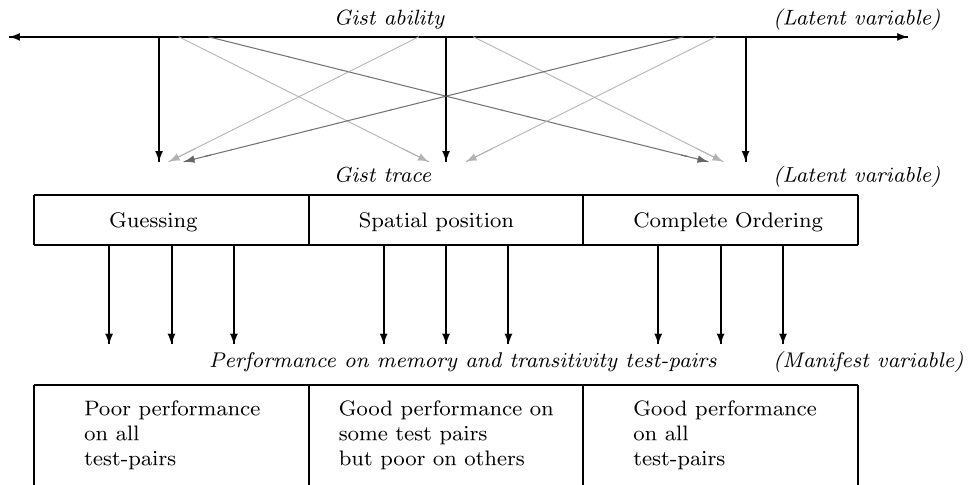 Gist ability (Latent variable)
Gist trace (Latent variable)
Guessing Spatial position Complete Ordering
Performance on memory and transitivity test-pairs (Manifest variable)
Poor performance
on all
test-pairs
Good performance on
some test pairs
but poor on others
Good performance
on all
test-pairs